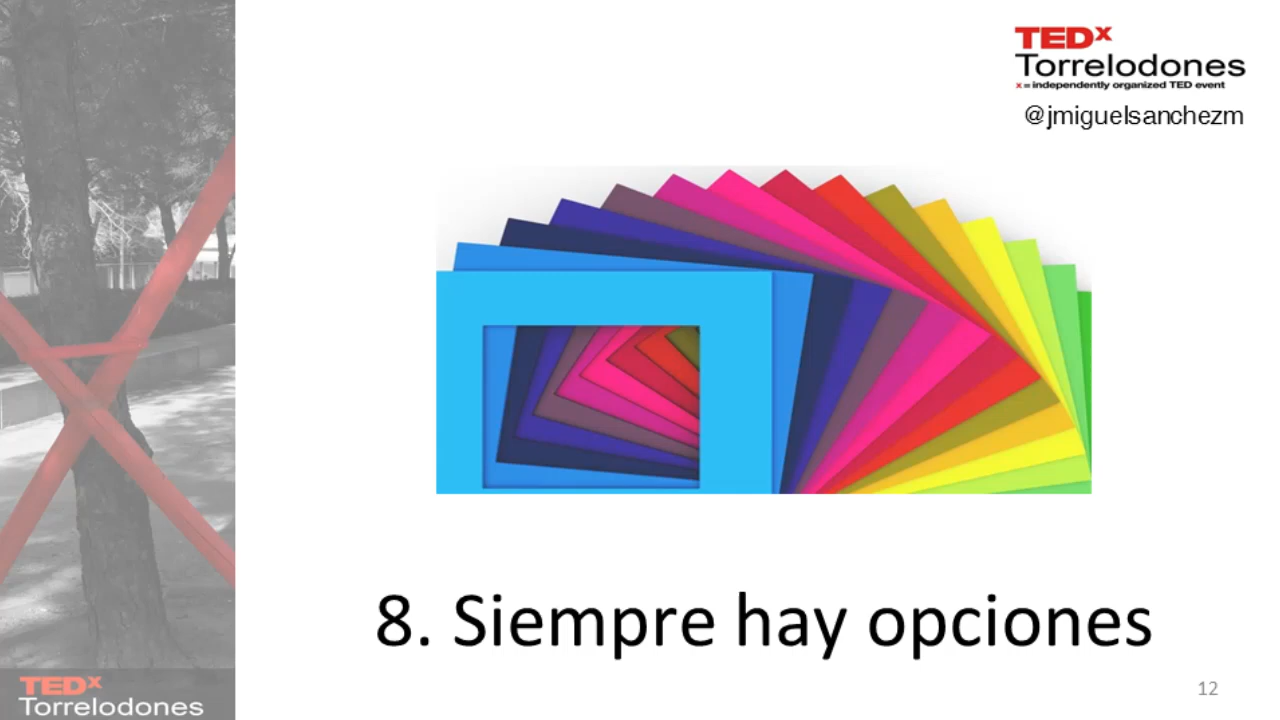 TEDx
Torrelodones
x = independently organized TED event
@jmiguelsanchezm
8. Siempre hay opciones
12
TEDx
Torrelodones